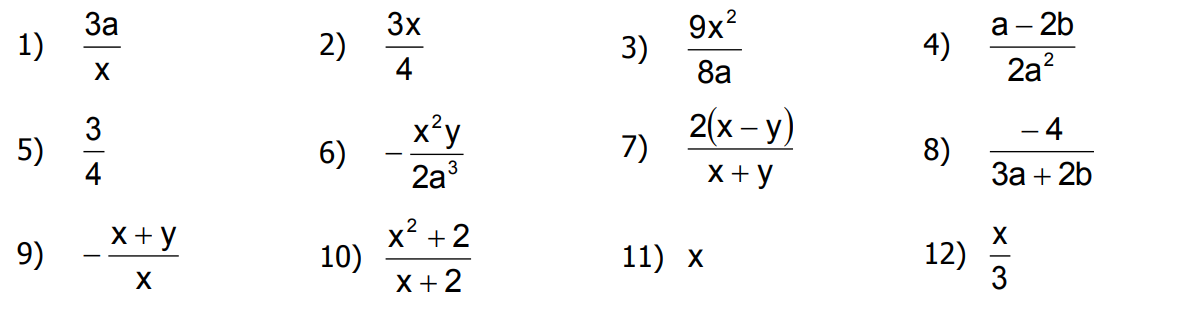 1) 3a/x 2) 3x/4 3) 9x²/8a 4) a – 2b/2a²
5) 3/4 6) – x²y/2a³ 7) 2(x – y)/x + y 8) – 4/3a + 2b
9) – x + y/x 10) x² + 2/x + 2 11) x 12) x/3